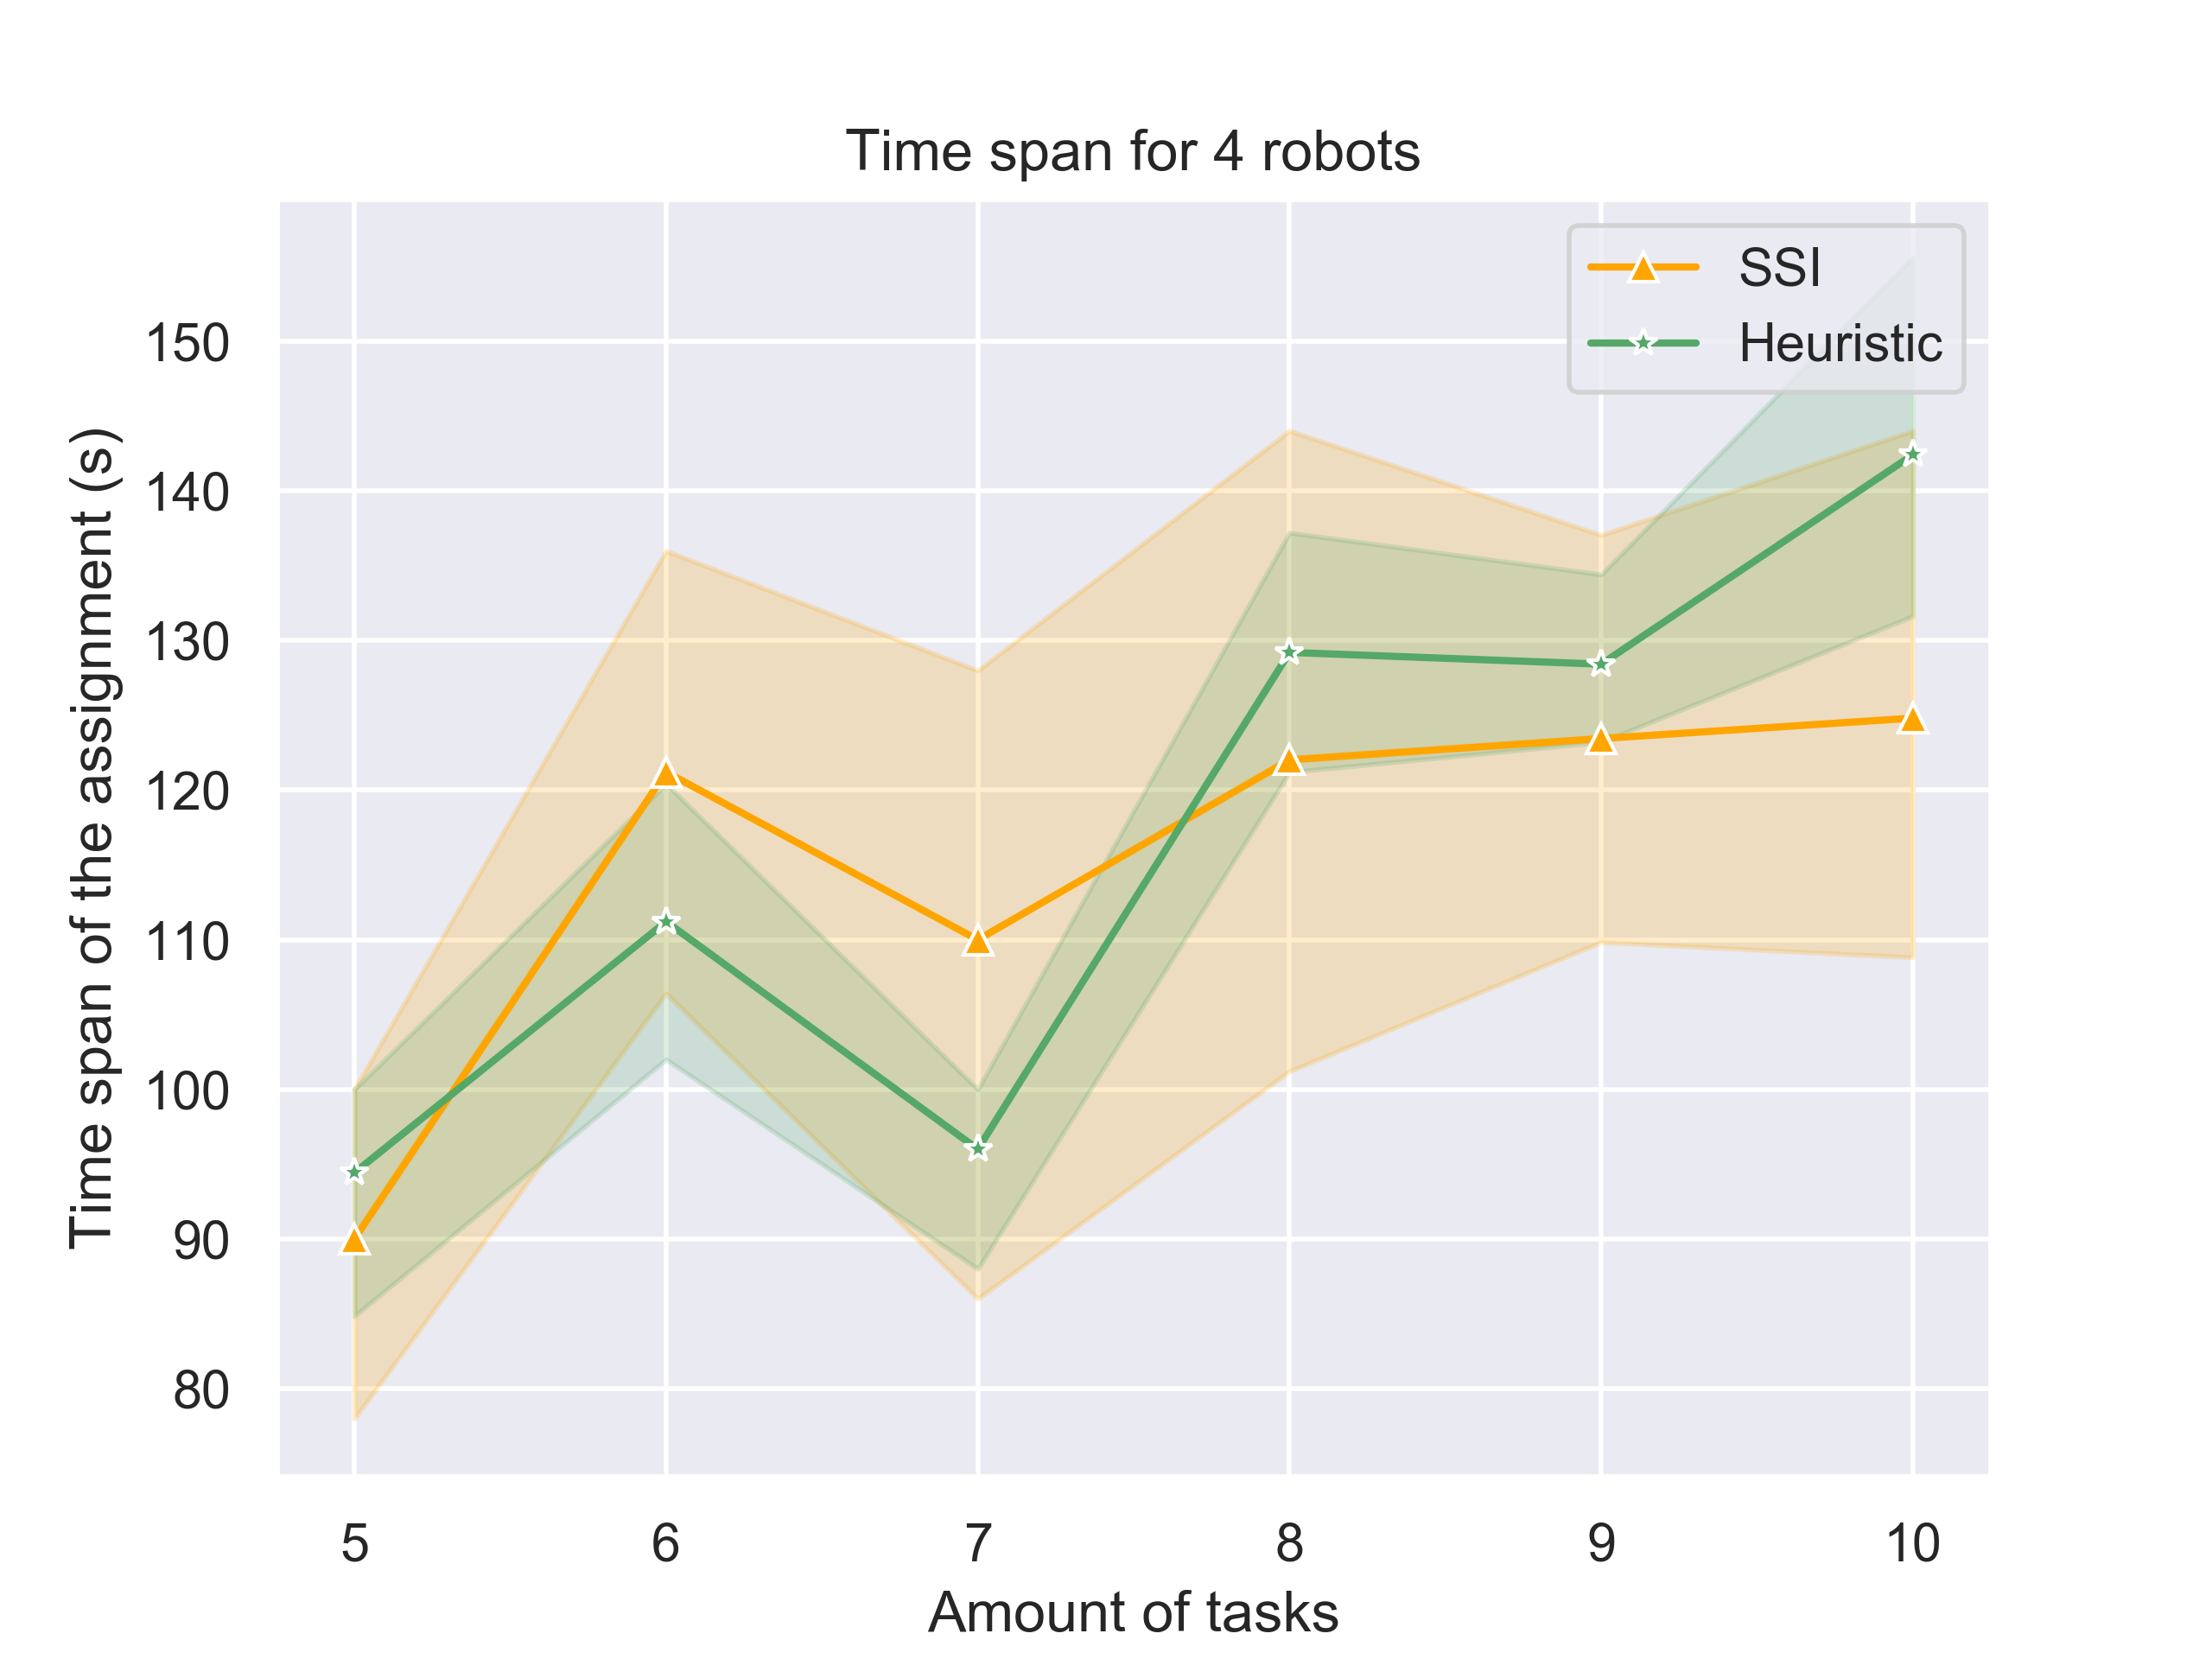 Time span for 4 robots
SSI
Heuristic
Time span of the assignment (s)
150
140
130
120
110
100
90
80
5 6 7 8 9 10
Amount of tasks